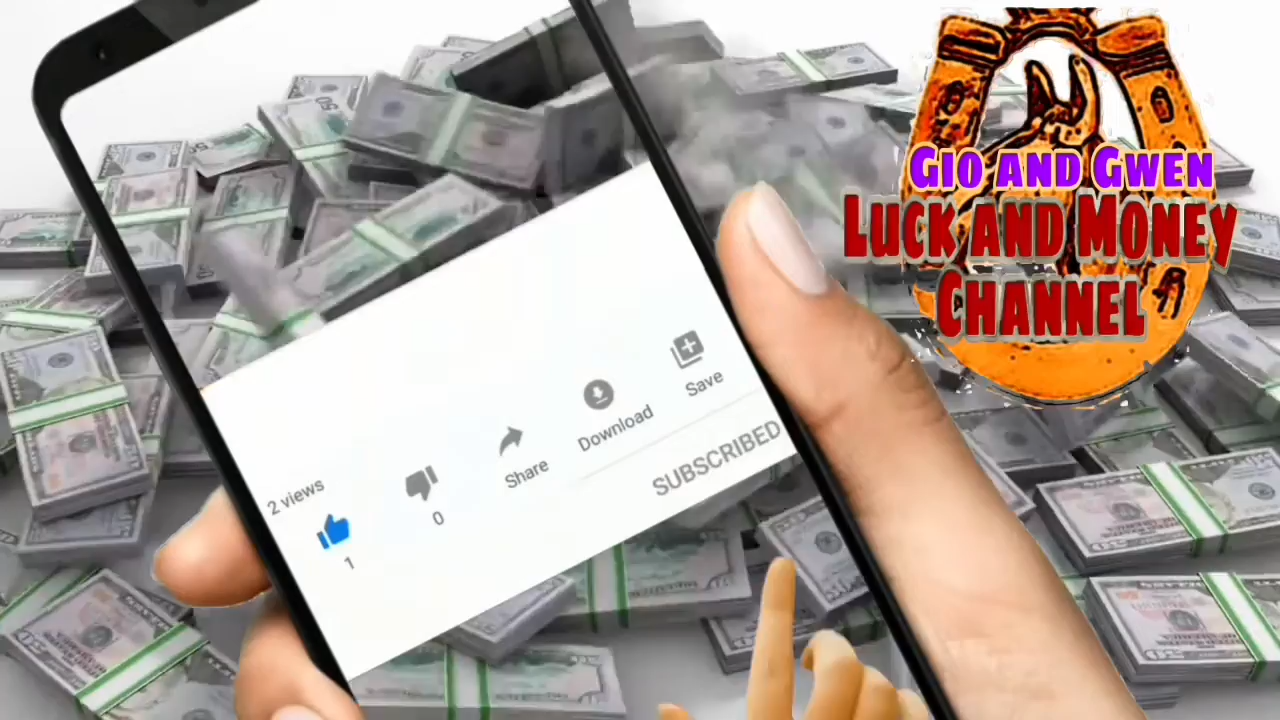 Gio and Gwen
Luck and Money
Channel
2 views
1
0
Share
Download
Save
SUBSCRIBED